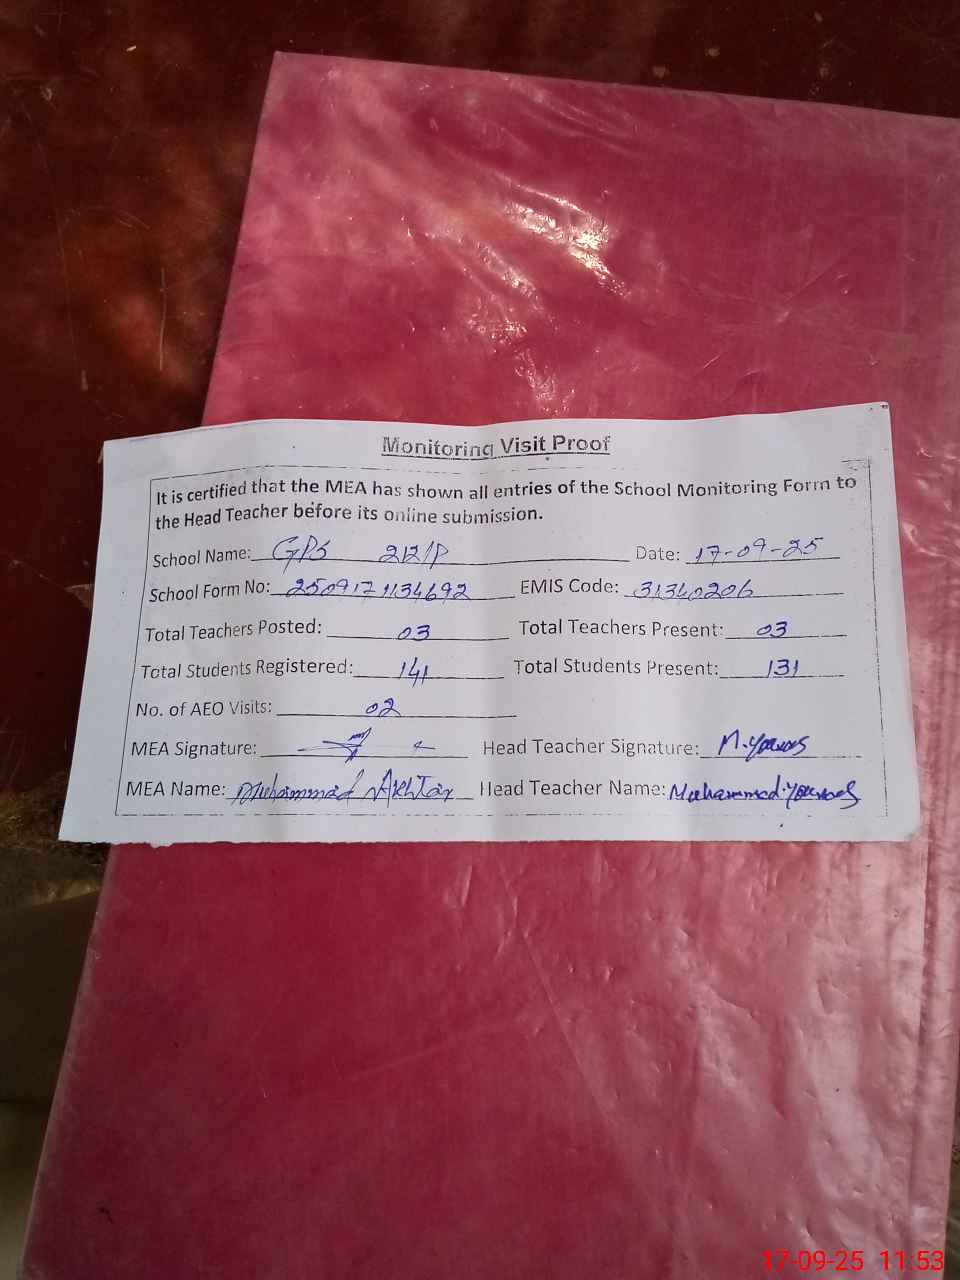 Monitoring Visit Proof
It is certified that the MEA has shown all entries of the School Monitoring Form to
the Head Teacher before its online submission.
School Name: GPS 212/P Date: 17-09-25
School Form No: 250917 1134692 EMIS Code: 31340206
Total Teachers Posted: 03 Total Teachers Present: 03
Total Students Registered: 141 Total Students Present: 131
No. of AEO Visits: 02
MEA Signature: Head Teacher Signature: M.Younas
MEA Name: Muhammad Akhtar Head Teacher Name: Muhammad.Younas
17-09-25 11:53